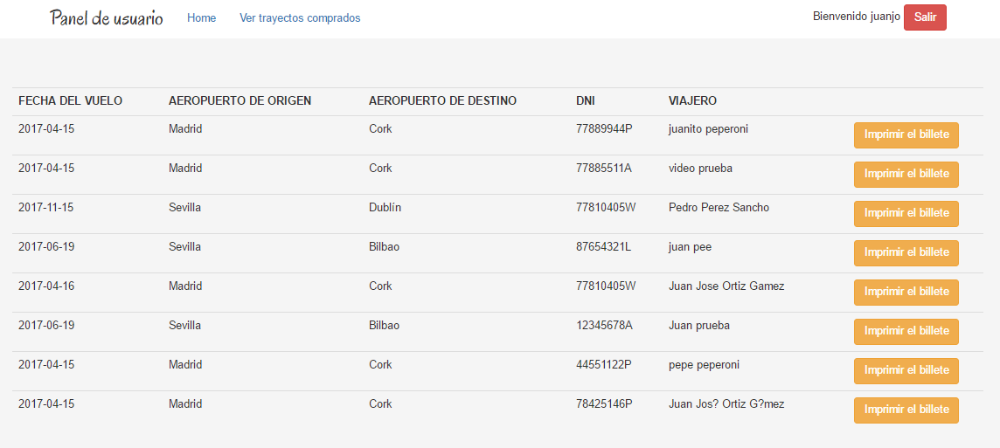 Panel de usuario Home Ver trayectos comprados Bienvenido juanjo Salir
FECHA DEL VUELO AEROPUERTO DE ORIGEN AEROPUERTO DE DESTINO DNI VIAJERO
2017-04-15 Madrid Cork 77889944P juanito peperoni Imprimir el billete
2017-04-15 Madrid Cork 77885511A video prueba Imprimir el billete
2017-11-15 Sevilla Dublín 77810405W Pedro Perez Sancho Imprimir el billete
2017-06-19 Sevilla Bilbao 87654321L juan pee Imprimir el billete
2017-04-16 Madrid Cork 77810405W Juan Jose Ortiz Gamez Imprimir el billete
2017-06-19 Sevilla Bilbao 12345678A Juan prueba Imprimir el billete
2017-04-15 Madrid Cork 44551122P pepe peperoni Imprimir el billete
2017-04-15 Madrid Cork 78425146P Juan Jos? Ortiz G?mez Imprimir el billete